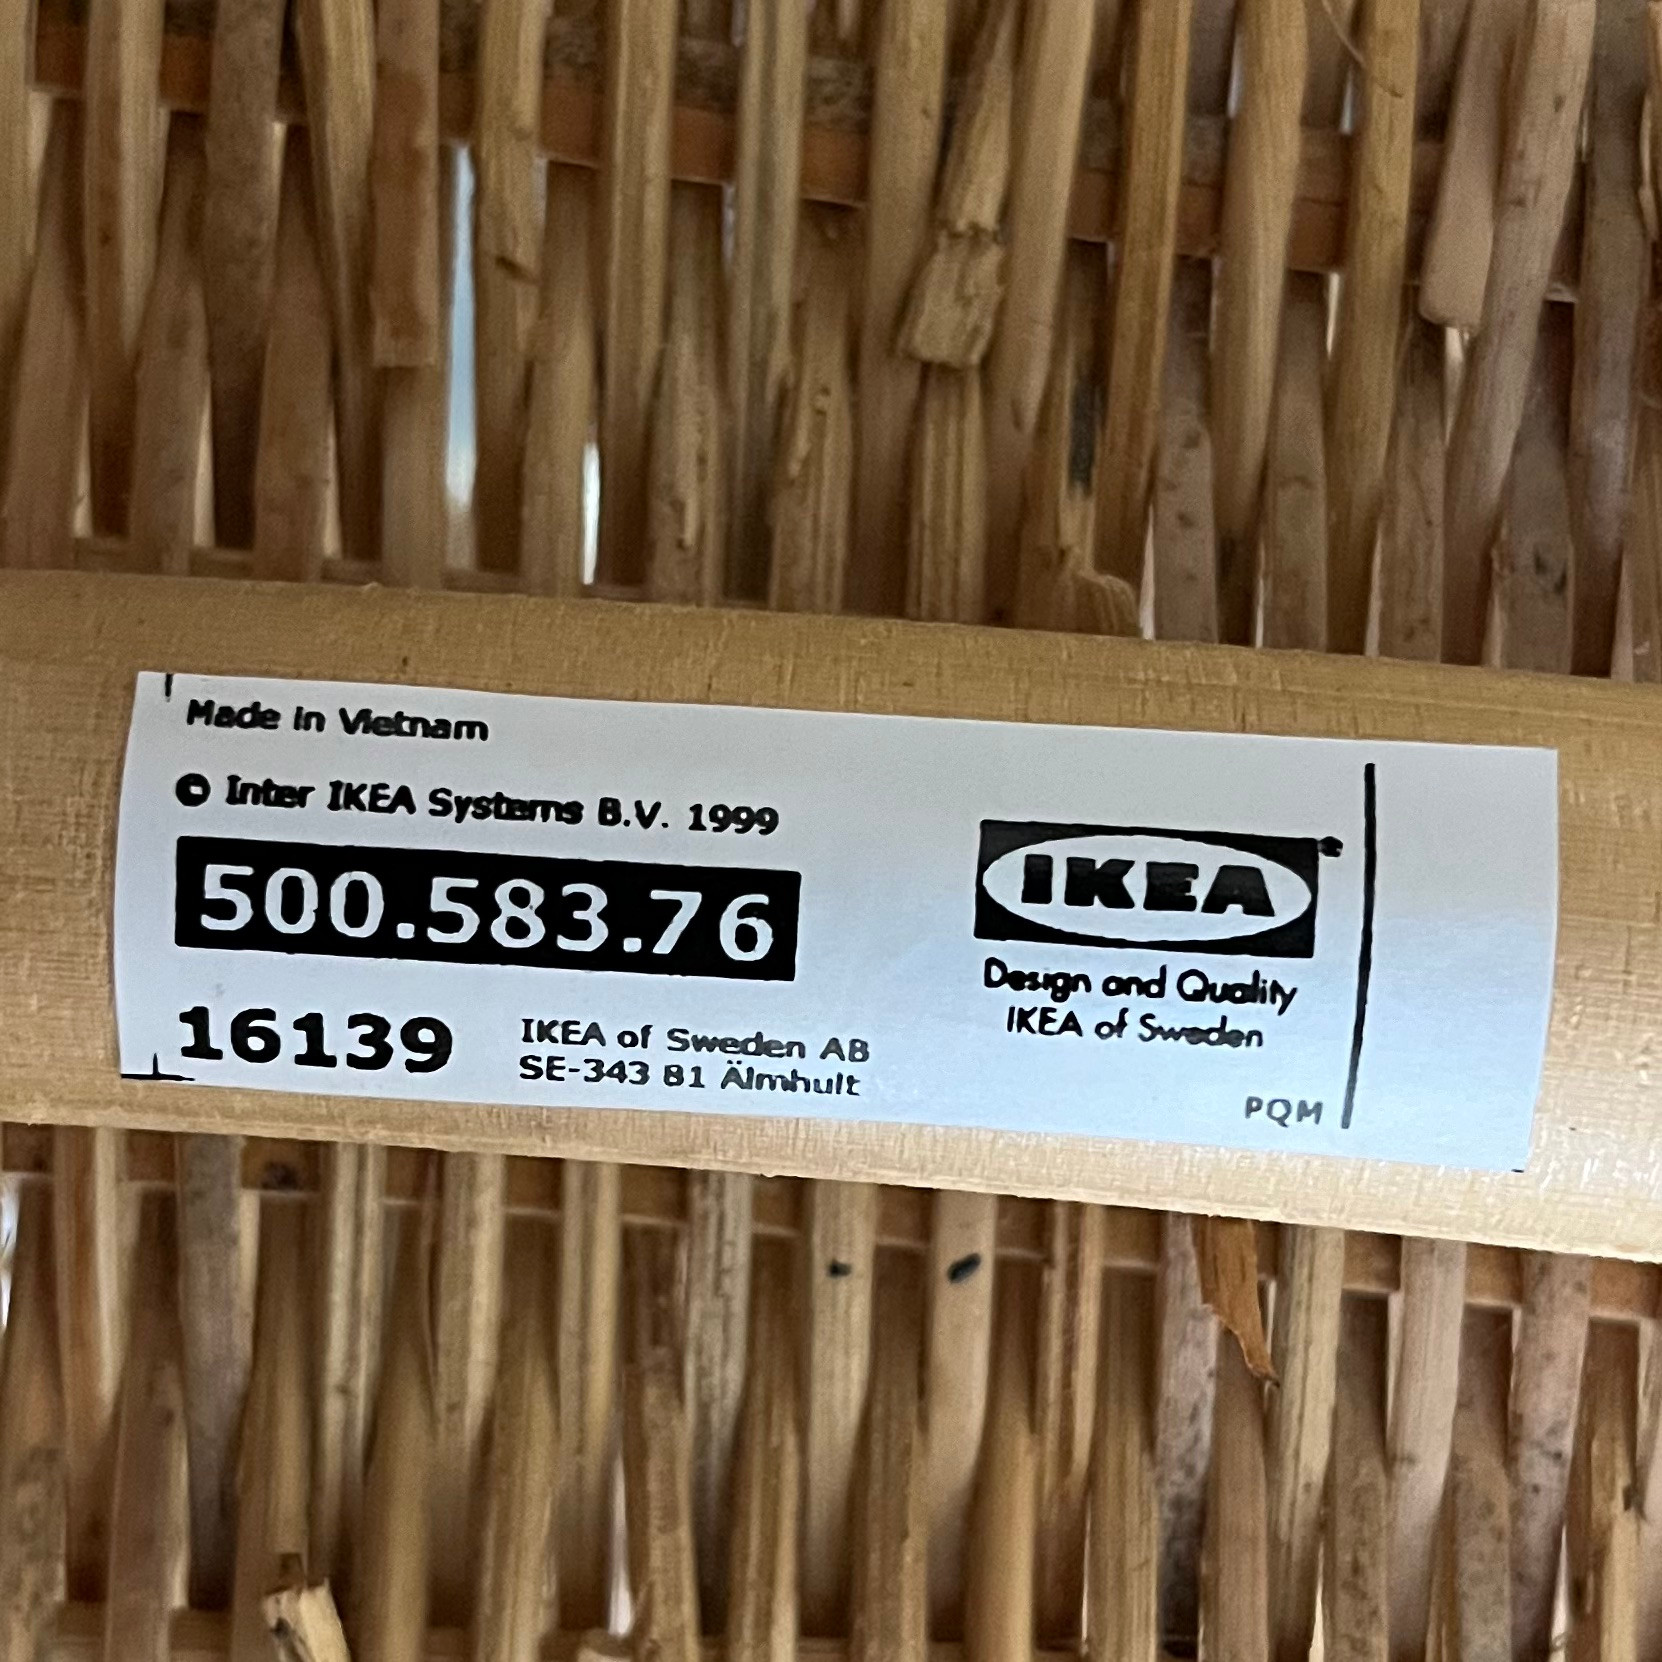 Made in Vietnam
© Inter IKEA Systems B.V. 1999
500.583.76
16139
IKEA of Sweden AB
SE-343 81 Älmhult
IKEA
Design and Quality
IKEA of Sweden
PQM